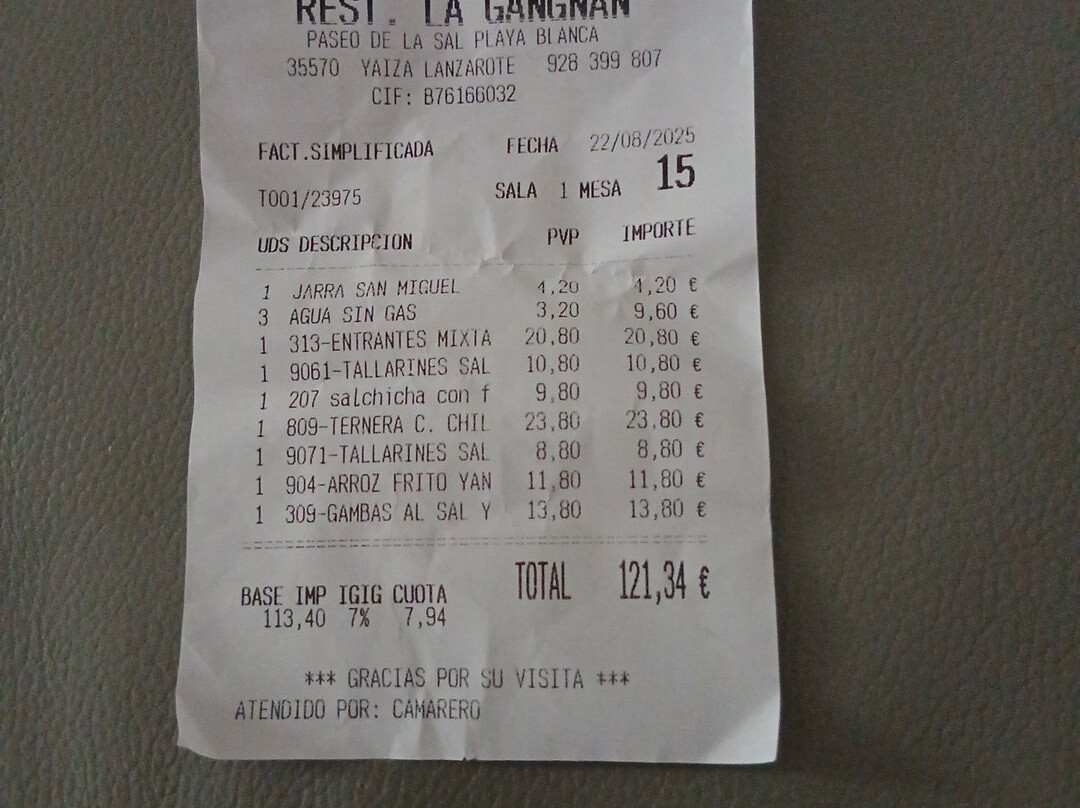 REST. LA GANGNAN
PASEO DE LA SAL PLAYA BLANCA
35570 YAIZA LANZAROTE 928 399 807
CIF: B76166032
FACT.SIMPLIFICADA FECHA 22/08/2025
T001/23975 SALA 1 MESA 15
UDS DESCRIPCION PVP IMPORTE
1 JARRA SAN MIGUEL 4,20 4,20 €
3 AGUA SIN GAS 3,20 9,60 €
1 313-ENTRANTES MIXTA 20,80 20,80 €
1 9061-TALLARINES SAL 10,80 10,80 €
1 207 salchicha con f 9,80 9,80 €
1 809-TERNERA C. CHIL 23,80 23,80 €
1 9071-TALLARINES SAL 8,80 8,80 €
1 904-ARROZ FRITO YAN 11,80 11,80 €
1 309-GAMBAS AL SAL Y 13,80 13,80 €
TOTAL 121,34 €
BASE IMP IGIG CUOTA
113,40 7% 7,94
*** GRACIAS POR SU VISITA ***
ATENDIDO POR: CAMARERO